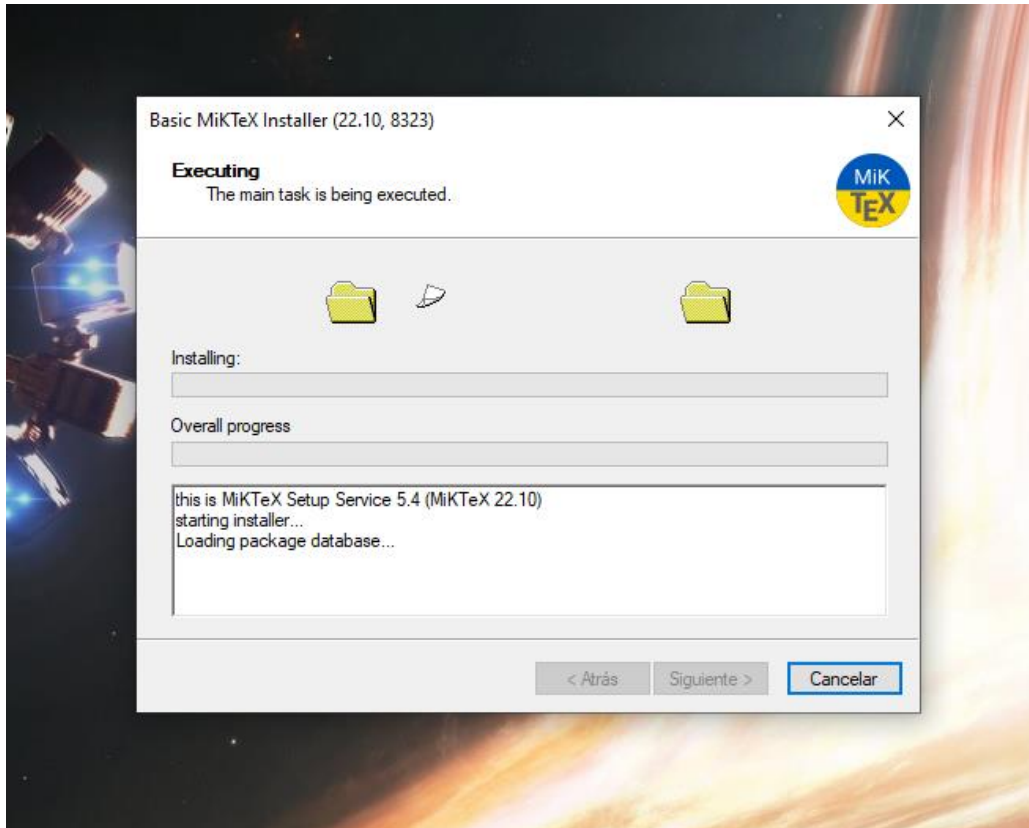 Basic MiKTeX Installer (22.10, 8323)
Executing
The main task is being executed.
MiK
TEX
Installing:
Overall progress
this is MiKTeX Setup Service 5.4 (MiKTeX 22.10)
starting installer...
Loading package database...
< Atrás
Siguiente >
Cancelar